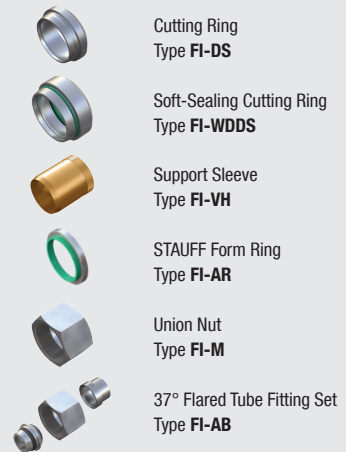 Cutting Ring
Type FI-DS
Soft-Sealing Cutting Ring
Type FI-WDDS
Support Sleeve
Type FI-VH
STAUFF Form Ring
Type FI-AR
Union Nut
Type FI-M
37° Flared Tube Fitting Set
Type FI-AB